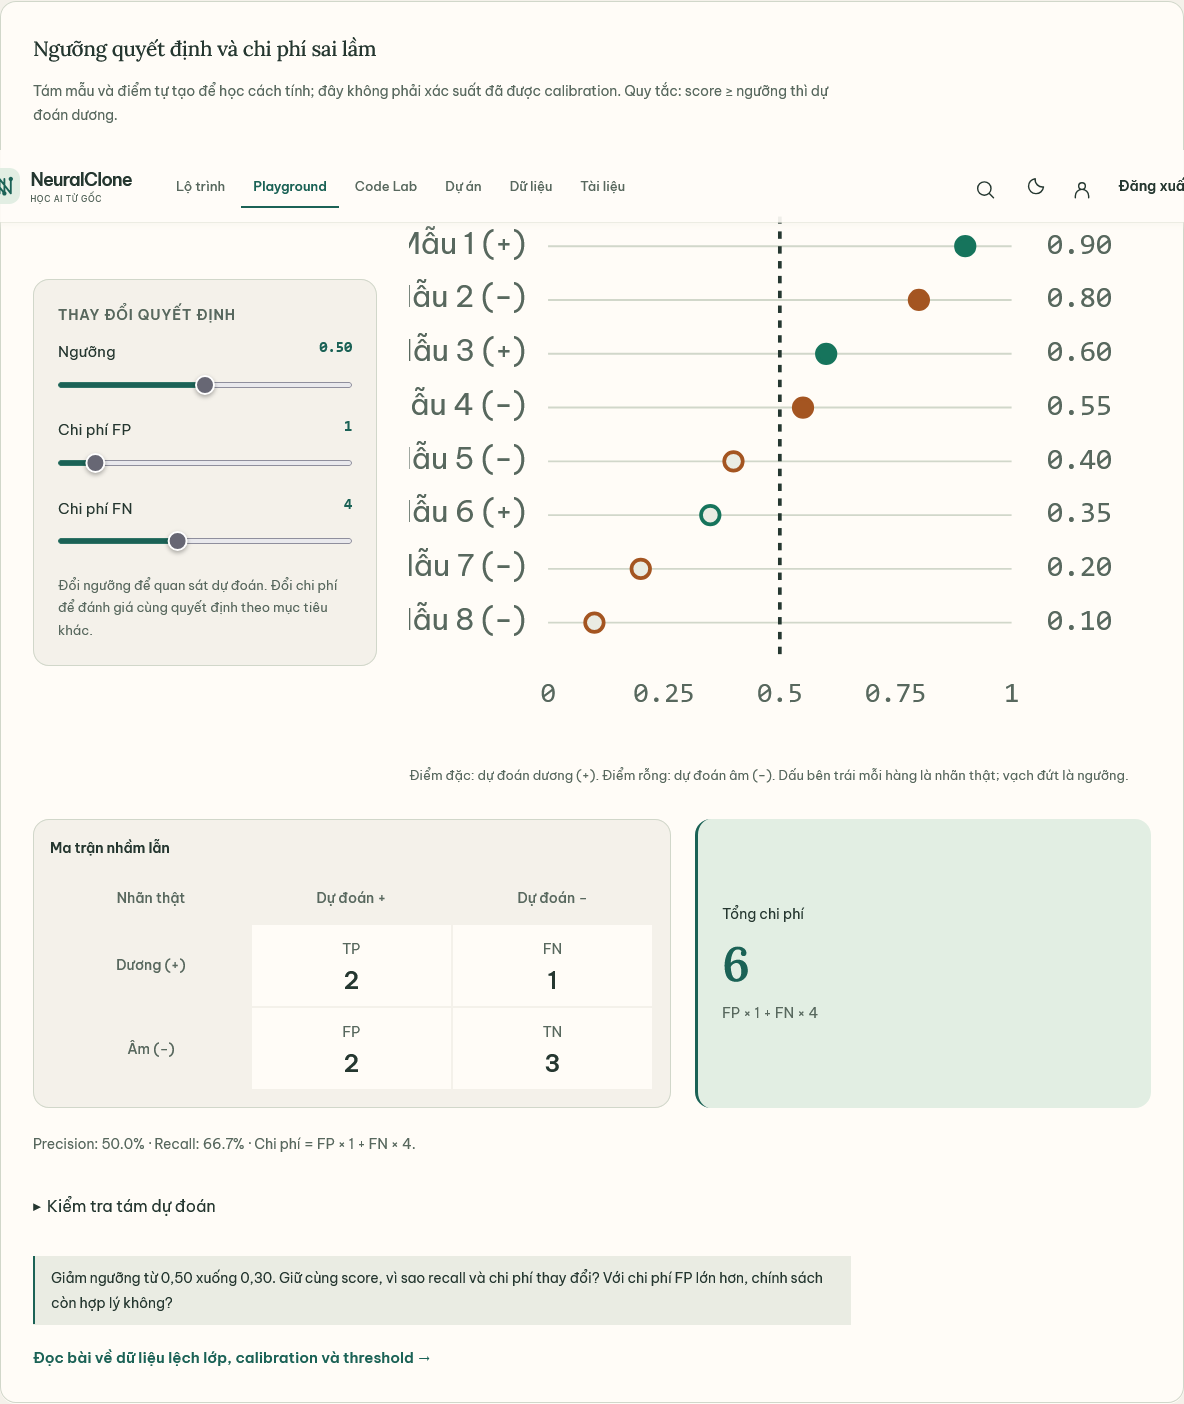 Ngưỡng quyết định và chi phí sai lầm
Tám mẫu và điểm tự tạo để học cách tính; đây không phải xác suất đã được calibration. Quy tắc: score ≥ ngưỡng thì dự
đoán dương.
NeuralClone
HỌC AI TỪ GỐC
Lộ trình
Playground
Code Lab
Dự án
Dữ liệu
Tài liệu
Đăng xuấ
THAY ĐỔI QUYẾT ĐỊNH
Ngưỡng 0.50
Chi phí FP 1
Chi phí FN 4
Đổi ngưỡng để quan sát dự đoán. Đổi chi phí
để đánh giá cùng quyết định theo mục tiêu
khác.
Mẫu 1 (+) 0.90
ẫu 2 (−) 0.80
ẫu 3 (+) 0.60
ẫu 4 (−) 0.55
ẫu 5 (−) 0.40
ẫu 6 (+) 0.35
ẫu 7 (−) 0.20
ẫu 8 (−) 0.10
0 0.25 0.5 0.75 1
Điểm đặc: dự đoán dương (+). Điểm rỗng: dự đoán âm (−). Dấu bên trái mỗi hàng là nhãn thật; vạch đứt là ngưỡng.
Ma trận nhầm lẫn
Nhãn thật Dự đoán + Dự đoán −
TP FN
Dương (+) 2 1
FP TN
Âm (−) 2 3
Tổng chi phí
6
FP × 1 + FN × 4
Precision: 50.0% · Recall: 66.7% · Chi phí = FP × 1 + FN × 4.
▸ Kiểm tra tám dự đoán
Giảm ngưỡng từ 0,50 xuống 0,30. Giữ cùng score, vì sao recall và chi phí thay đổi? Với chi phí FP lớn hơn, chính sách
còn hợp lý không?
Đọc bài về dữ liệu lệch lớp, calibration và threshold →